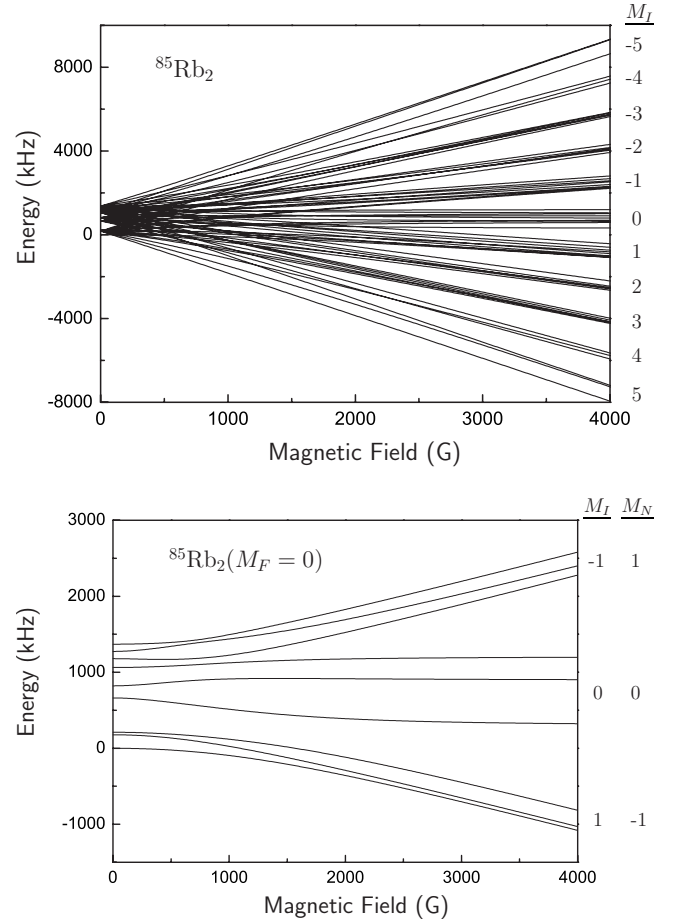 M_I
⁸⁵Rb₂
8000
4000
0
-4000
-8000
Energy (kHz)
-5
-4
-3
-2
-1
0
1
2
3
4
5
0 1000 2000 3000 4000
Magnetic Field (G)
M_I M_N
⁸⁵Rb₂(M_F = 0)
3000
2000
1000
0
-1000
Energy (kHz)
-1 1
0 0
1 -1
0 1000 2000 3000 4000
Magnetic Field (G)